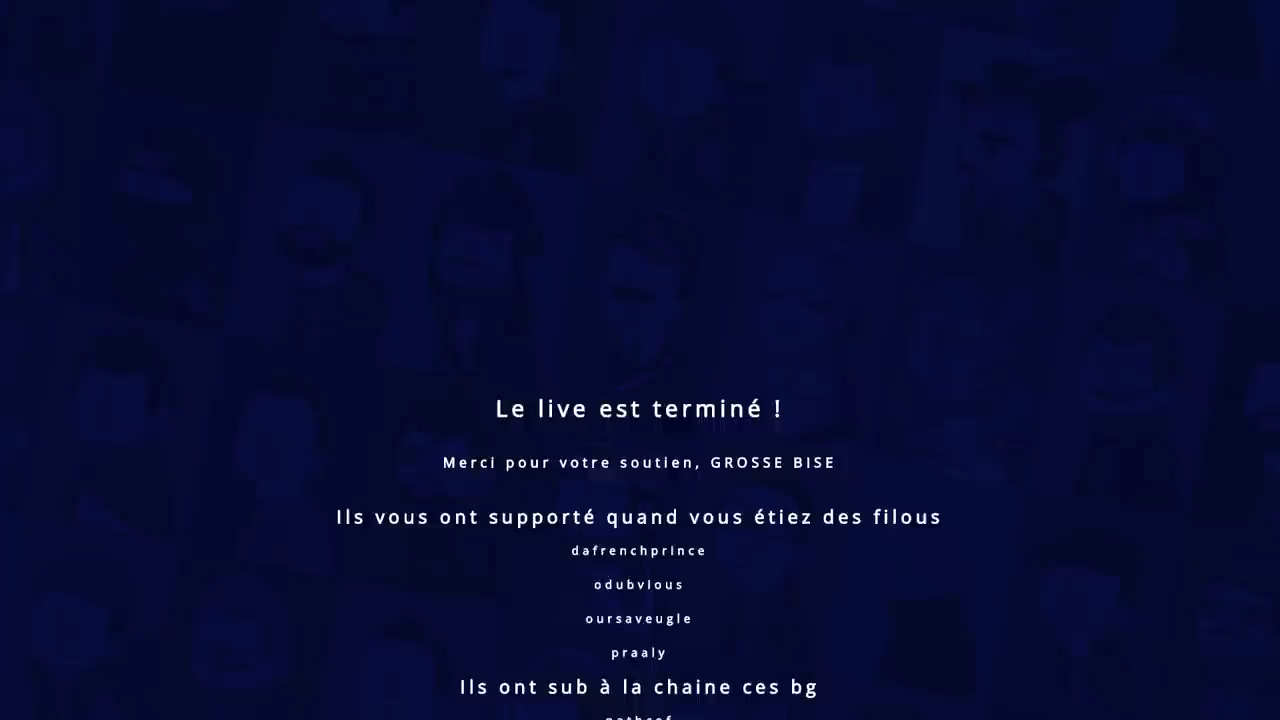 Le live est terminé !
Merci pour votre soutien, GROSSE BISE
Ils vous ont supporté quand vous étiez des filous
dafrenchprince
odubvious
oursaveugle
praaly
Ils ont sub à la chaine ces bg